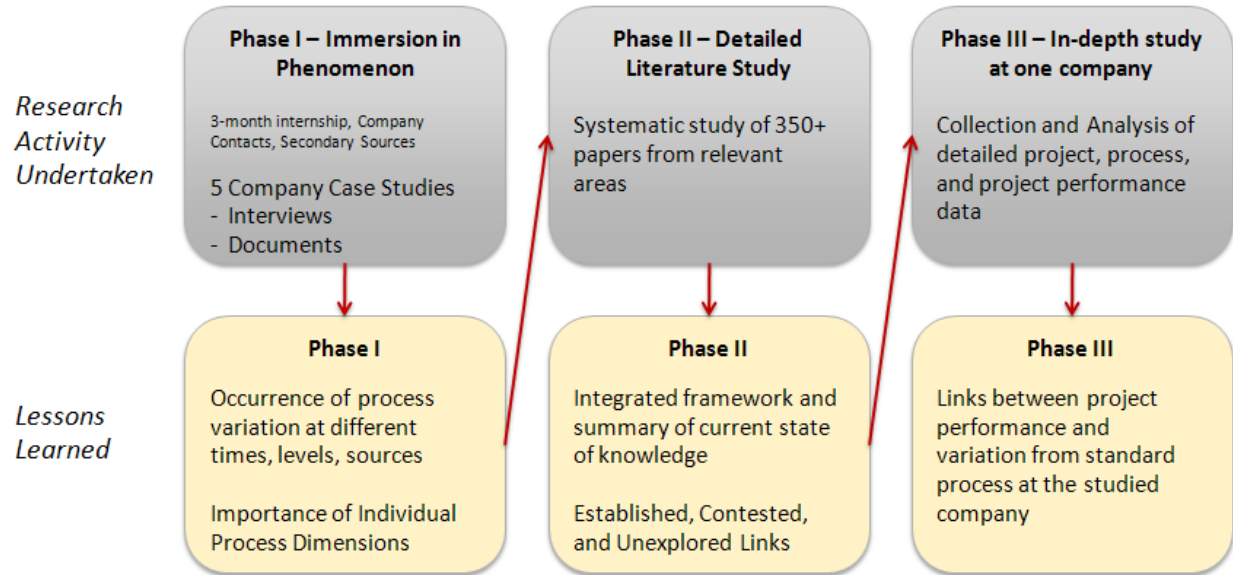 Research
Activity
Undertaken
Phase I – Immersion in
Phenomenon
3-month internship, Company
Contacts, Secondary Sources
5 Company Case Studies
- Interviews
- Documents
Phase II – Detailed
Literature Study
Systematic study of 350+
papers from relevant
areas
Phase III – In-depth study
at one company
Collection and Analysis of
detailed project, process,
and project performance
data
Lessons
Learned
Phase I
Occurrence of process
variation at different
times, levels, sources
Importance of Individual
Process Dimensions
Phase II
Integrated framework and
summary of current state
of knowledge
Established, Contested,
and Unexplored Links
Phase III
Links between project
performance and
variation from standard
process at the studied
company